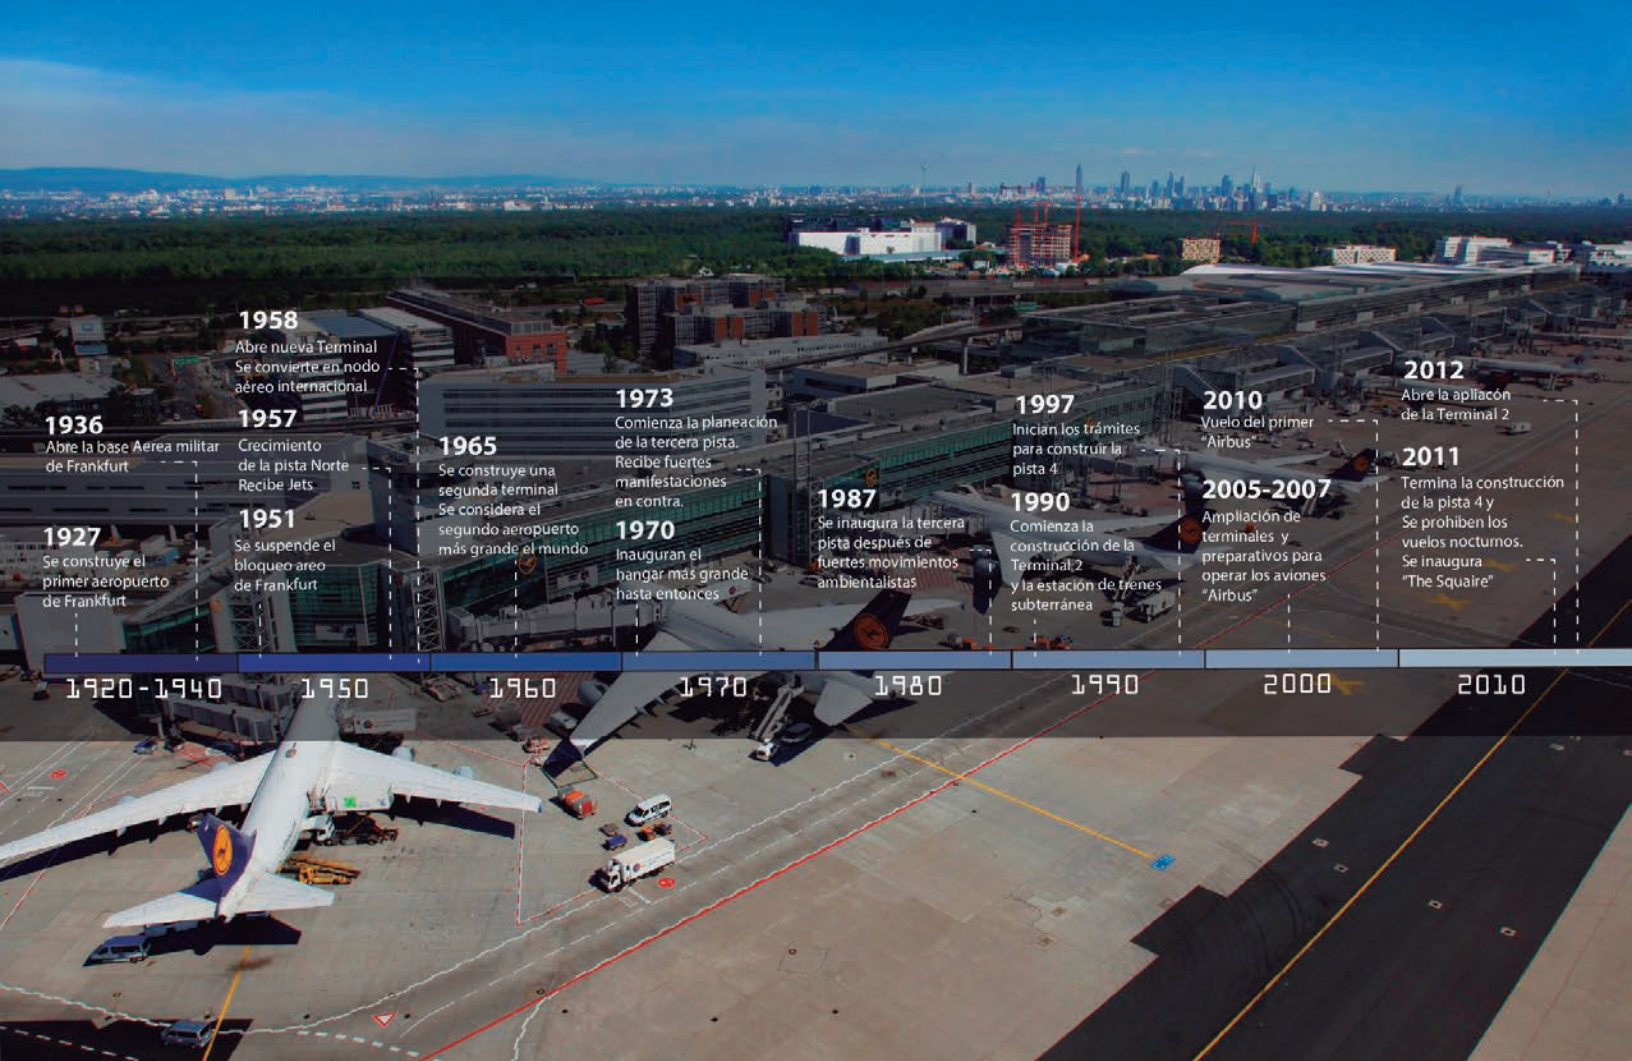 1936
Abre la base Aerea militar
de Frankfurt
1927
Se construye el
primer aeropuerto
de Frankfurt
1958
Abre nueva Terminal
Se convierte en nodo
aéreo internacional
1957
Crecimiento
de la pista Norte
Recibe Jets
1951
Se suspende el
bloqueo areo
de Frankfurt
1965
Se construye una
segunda terminal
Se considera el
segundo aeropuerto
más grande el mundo
1973
Comienza la planeación
de la tercera pista.
Recibe fuertes
manifestaciones
en contra.
1970
Inauguran el
hangar más grande
hasta entonces
1987
Se inaugura la tercera
pista después de
fuertes movimientos
ambientalistas
1997
Inician los trámites
para construir la
pista 4
1990
Comienza la
construcción de la
Terminal 2
y la estación de trenes
subterránea
2010
Vuelo del primer
“Airbus”
2005-2007
Ampliación de
terminales y
preparativos para
operar los aviones
“Airbus”
2012
Abre la apliacón
de la Terminal 2
2011
Termina la construcción
de la pista 4 y
Se prohiben los
vuelos nocturnos.
Se inaugura
“The Squaire”
1920-1940
1950
1960
1970
1980
1990
2000
2010